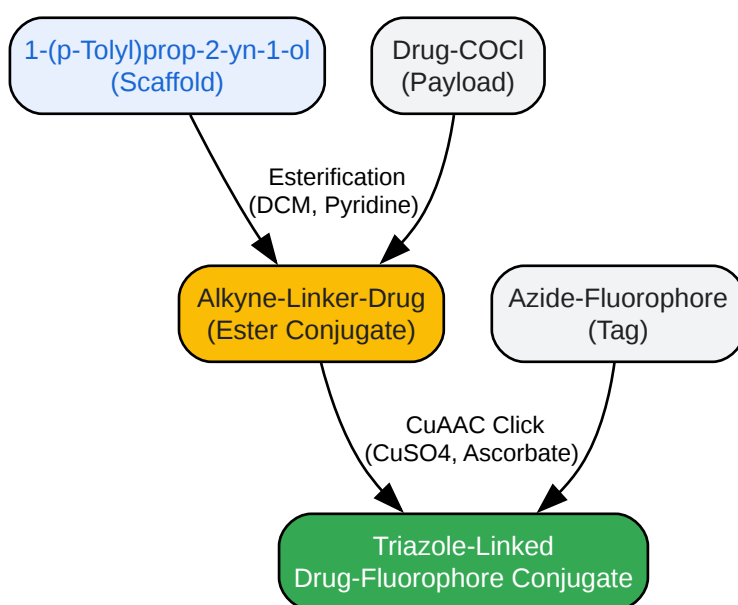 1-(p-Tolyl)prop-2-yn-1-ol
(Scaffold)
Drug-COCl
(Payload)
Esterification
(DCM, Pyridine)
Alkyne-Linker-Drug
(Ester Conjugate)
Azide-Fluorophore
(Tag)
CuAAC Click
(CuSO4, Ascorbate)
Triazole-Linked
Drug-Fluorophore Conjugate